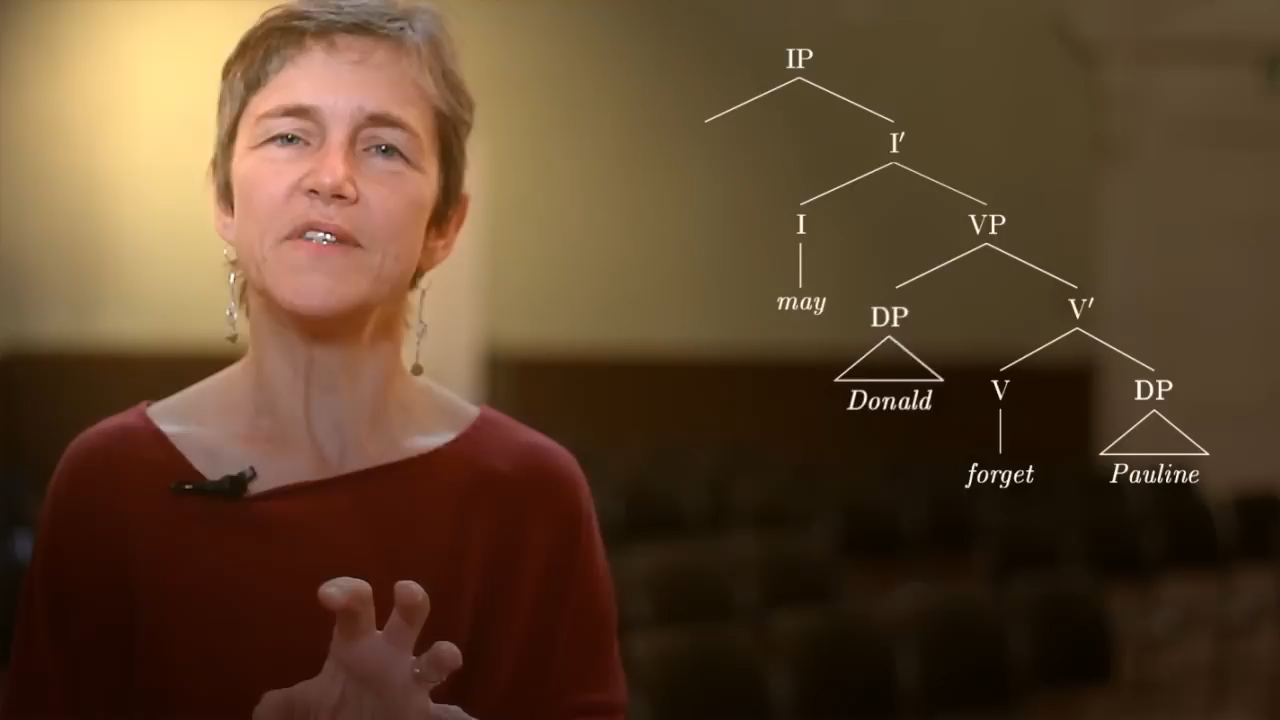 IP
I′
I VP
may
DP V′
Donald V DP
forget Pauline